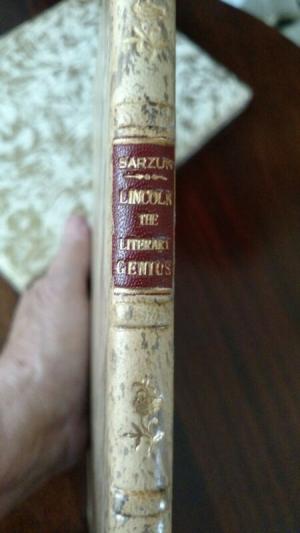 BARZUN
LINCOLN
THE
LITERARY
GENIUS